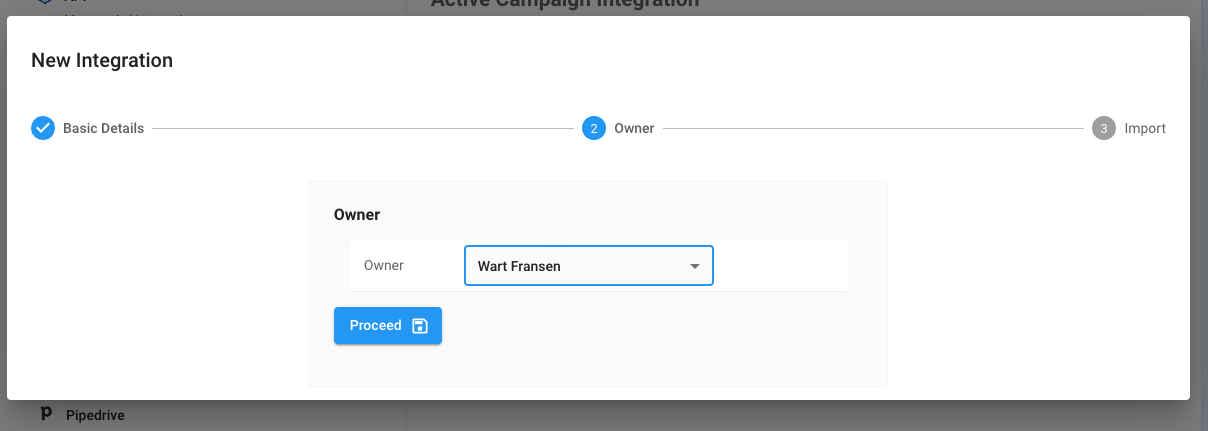 Active Campaign Integration
New Integration
Basic Details
2 Owner
3 Import
Owner
Owner Wart Fransen
Proceed
Pipedrive